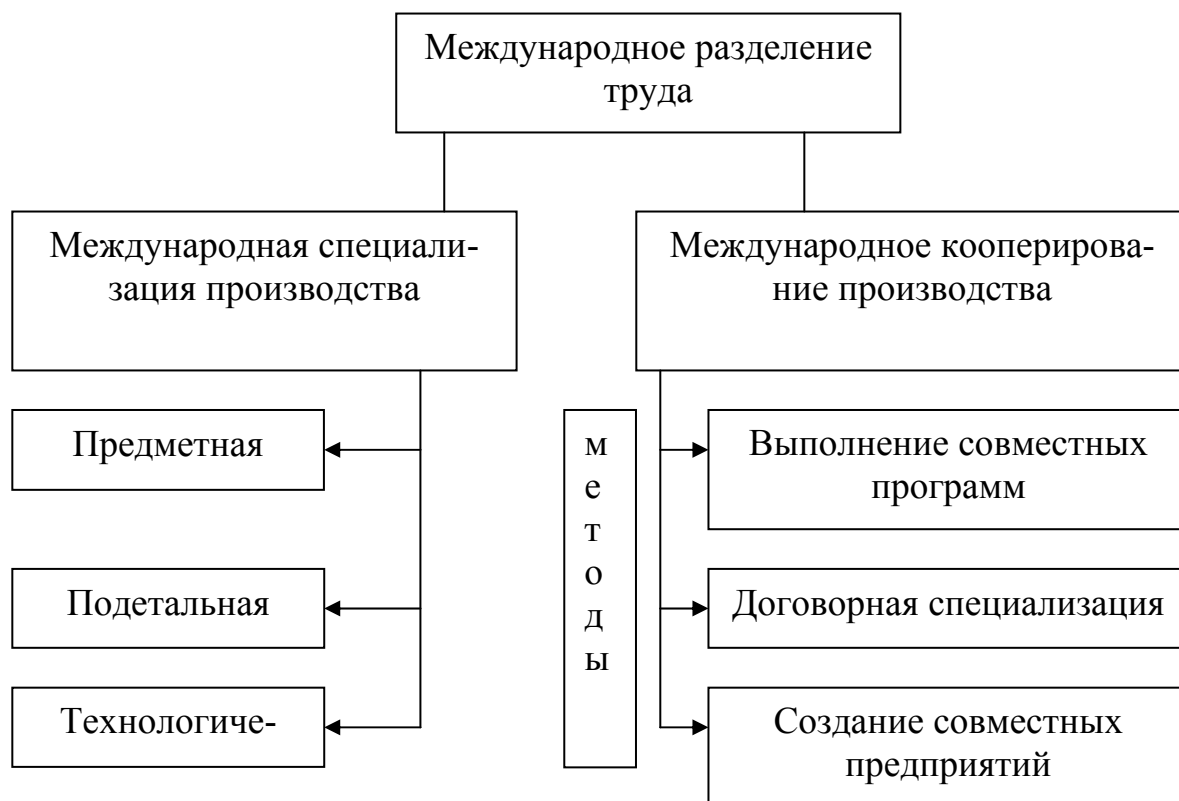 Международное разделение
труда
Международная специали-
зация производства
Международное кооперирова-
ние производства
Предметная
Подетальная
Технологиче-
м
е
т
о
д
ы
Выполнение совместных
программ
Договорная специализация
Создание совместных
предприятий